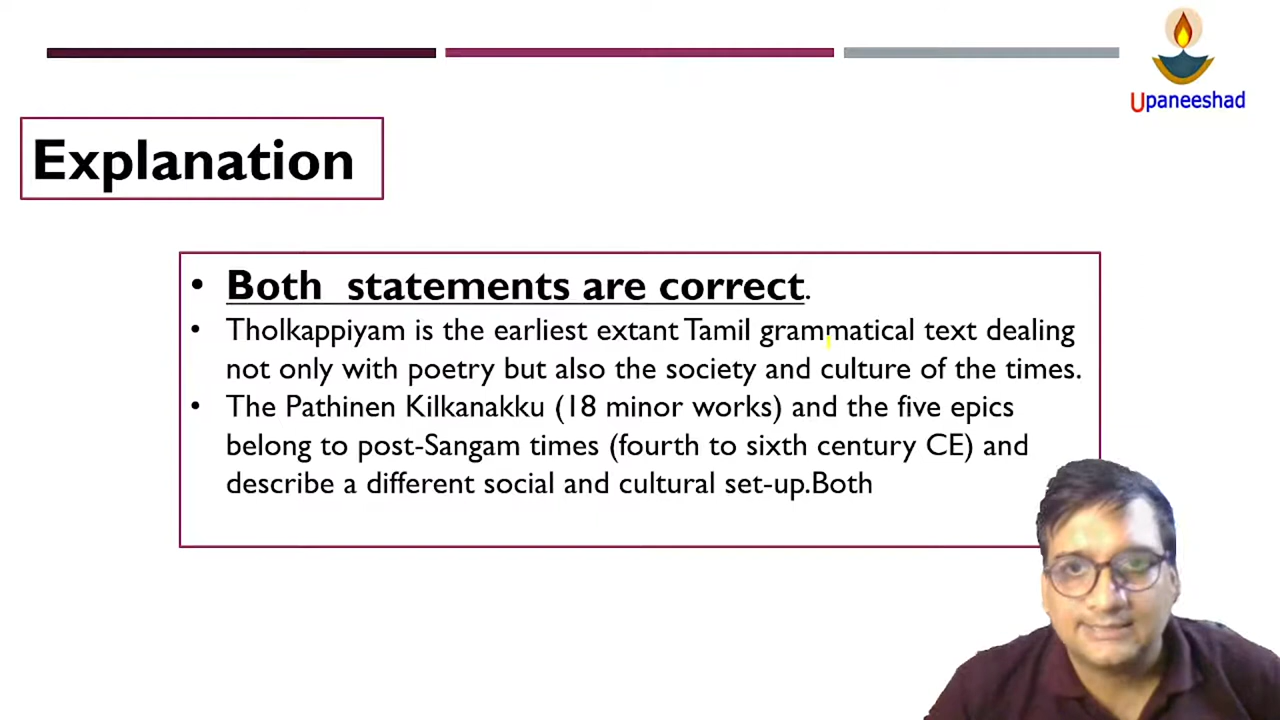 Upaneeshad
Explanation
• Both statements are correct.
• Tholkappiyam is the earliest extant Tamil grammatical text dealing
not only with poetry but also the society and culture of the times.
• The Pathinen Kilkanakku (18 minor works) and the five epics
belong to post-Sangam times (fourth to sixth century CE) and
describe a different social and cultural set-up.Both